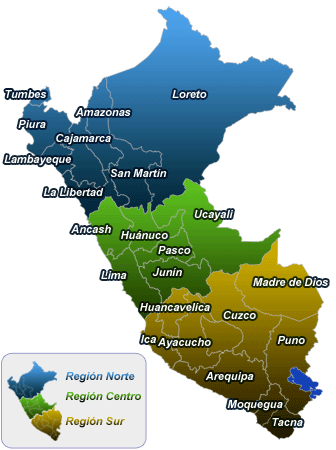 Loreto
Tumbes
Amazonas
Piura
Cajamarca
Lambayeque
San Martín
La Libertad
Ucayali
Ancash
Huánuco
Pasco
Lima
Junín
Madre de Dios
Huancavelica
Cuzco
Ica
Ayacucho
Puno
Arequipa
Moquegua
Tacna
Región Norte
Región Centro
Región Sur